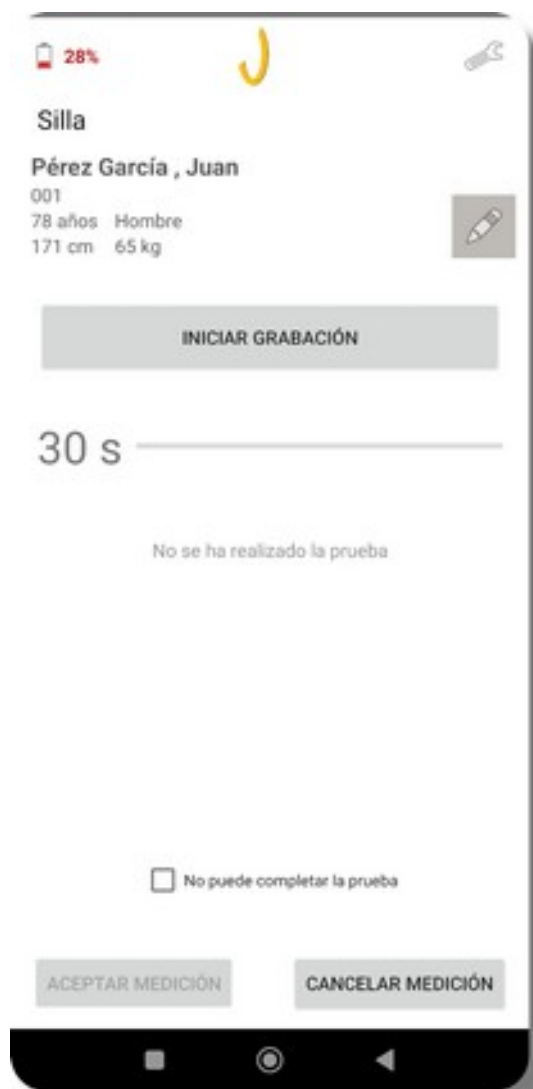 28%
Silla
Pérez García , Juan
001
78 años Hombre
171 cm 65 kg
INICIAR GRABACIÓN
30 s
No se ha realizado la prueba
No puede completar la prueba
ACEPTAR MEDICIÓN CANCELAR MEDICIÓN